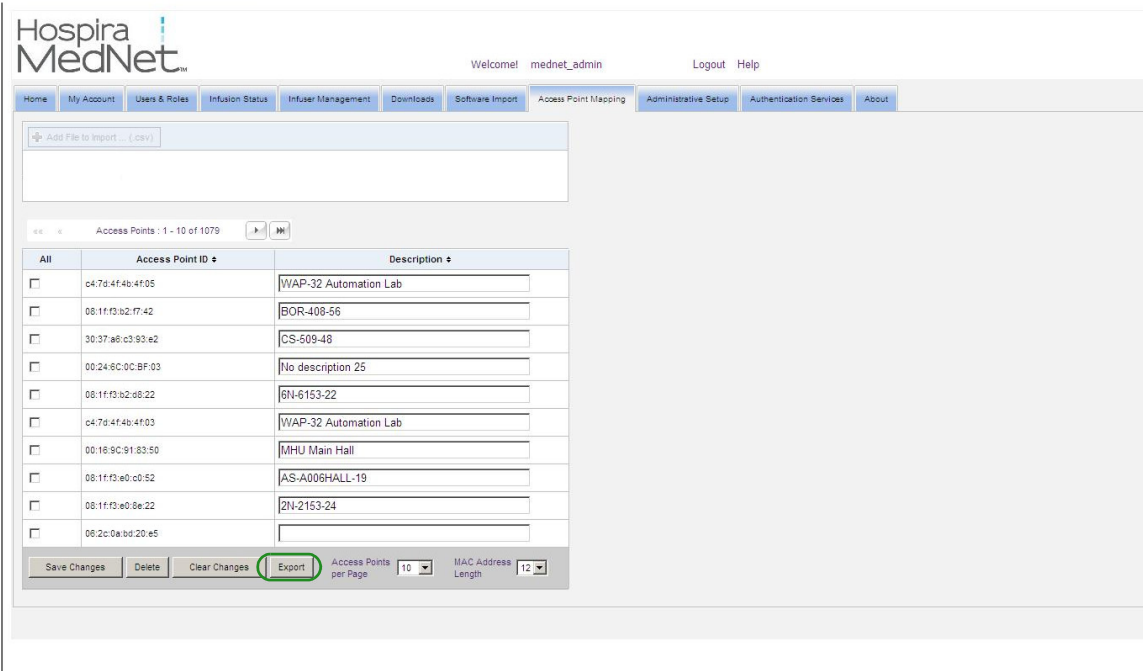 Hospira
MedNet™
Welcome! mednet_admin Logout Help
Home My Account Users & Roles Infusion Status Infuser Management Downloads Software Import Access Point Mapping Administrative Setup Authentication Services About
Add File to Import ... (.csv)
Access Points : 1 - 10 of 1079
All Access Point ID Description
c4:7d:4f:4b:4f:05 WAP-32 Automation Lab
08:1f:f3:b2:f7:42 BOR-408-56
30:37:a6:c3:93:e2 CS-509-48
00:24:6C:0C:BF:03 No description 25
08:1f:f3:b2:d8:22 6N-6153-22
c4:7d:4f:4b:4f:03 WAP-32 Automation Lab
00:16:9C:91:83:50 MHU Main Hall
08:1f:f3:e0:c0:52 AS-A006HALL-19
08:1f:f3:e0:8e:22 2N-2153-24
06:2c:0a:bd:20:e5
Save Changes Delete Clear Changes Export Access Points per Page 10 MAC Address Length 12